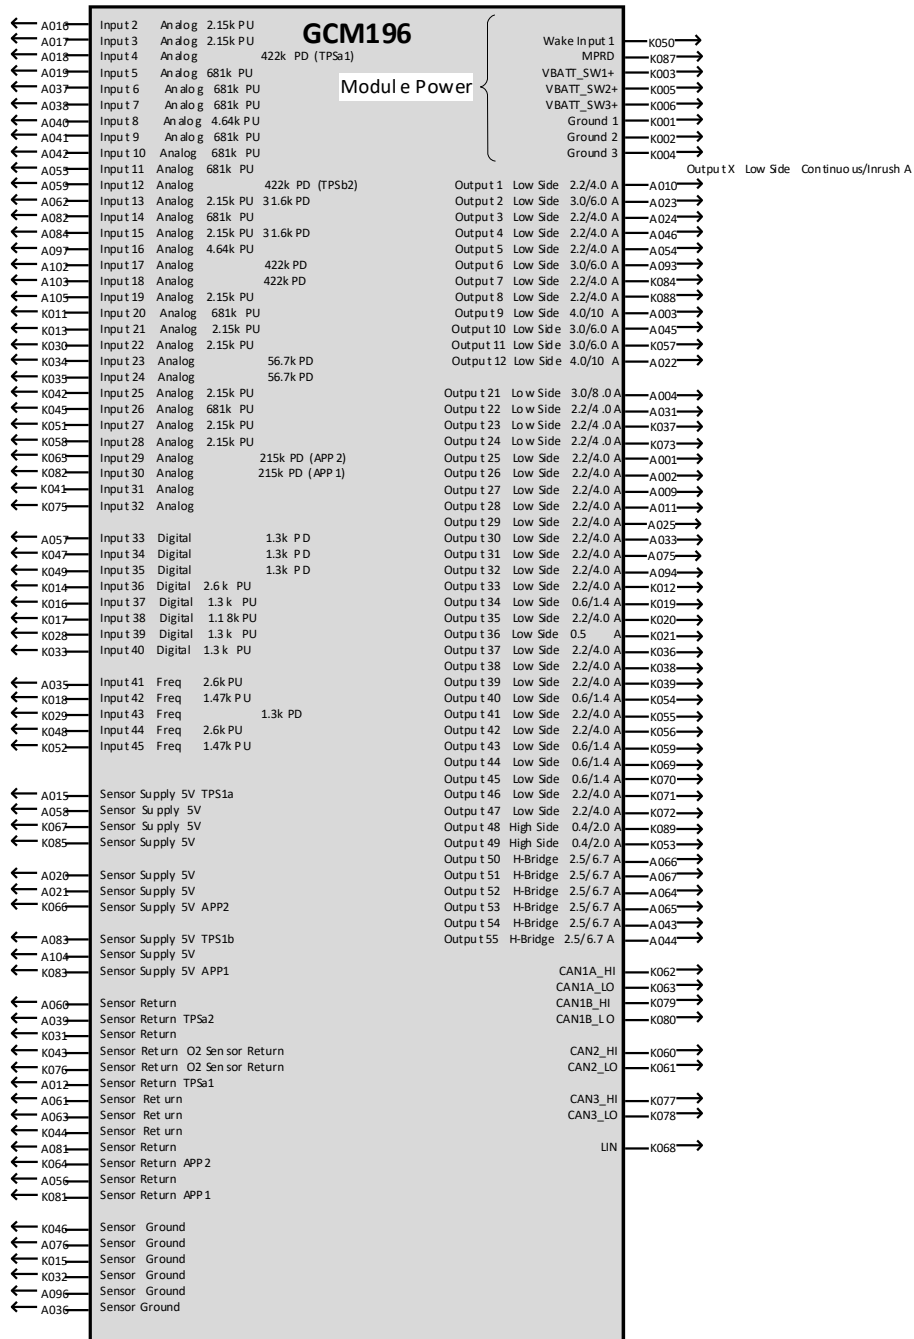 GCM196
Module Power
A016 Input 2 Analog 2.15k PU
A017 Input 3 Analog 2.15k PU
A018 Input 4 Analog 422k PD (TPSa1)
A019 Input 5 Analog 681k PU
A037 Input 6 Analog 681k PU
A038 Input 7 Analog 681k PU
A040 Input 8 Analog 4.64k PU
A041 Input 9 Analog 681k PU
A042 Input 10 Analog 681k PU
A055 Input 11 Analog 681k PU
A059 Input 12 Analog 422k PD (TPSb2)
A062 Input 13 Analog 2.15k PU 31.6k PD
A082 Input 14 Analog 681k PU
A084 Input 15 Analog 2.15k PU 31.6k PD
A097 Input 16 Analog 4.64k PU
A102 Input 17 Analog 422k PD
A103 Input 18 Analog 422k PD
A105 Input 19 Analog 2.15k PU
K011 Input 20 Analog 681k PU
K013 Input 21 Analog 2.15k PU
K030 Input 22 Analog 2.15k PU
K034 Input 23 Analog 56.7k PD
K035 Input 24 Analog 56.7k PD
K042 Input 25 Analog 2.15k PU
K045 Input 26 Analog 681k PU
K051 Input 27 Analog 2.15k PU
K058 Input 28 Analog 2.15k PU
K065 Input 29 Analog 215k PD (APP2)
K082 Input 30 Analog 215k PD (APP1)
K041 Input 31 Analog
K075 Input 32 Analog
A057 Input 33 Digital 1.3k PD
K047 Input 34 Digital 1.3k PD
K049 Input 35 Digital 1.3k PD
K014 Input 36 Digital 2.6k PU
K016 Input 37 Digital 1.3k PU
K017 Input 38 Digital 1.18k PU
K028 Input 39 Digital 1.3k PU
K033 Input 40 Digital 1.3k PU
A035 Input 41 Freq 2.6k PU
K018 Input 42 Freq 1.47k PU
K029 Input 43 Freq 1.3k PD
K048 Input 44 Freq 2.6k PU
K052 Input 45 Freq 1.47k PU
A015 Sensor Supply 5V TPS1a
A058 Sensor Supply 5V
K067 Sensor Supply 5V
K085 Sensor Supply 5V
A020 Sensor Supply 5V
A021 Sensor Supply 5V
K066 Sensor Supply 5V APP2
A083 Sensor Supply 5V TPS1b
A104 Sensor Supply 5V
K083 Sensor Supply 5V APP1
A060 Sensor Return
A039 Sensor Return TPSa2
K031 Sensor Return
K043 Sensor Return O2 Sensor Return
K076 Sensor Return O2 Sensor Return
A012 Sensor Return TPSa1
A061 Sensor Return
A063 Sensor Return
K044 Sensor Return
A081 Sensor Return
K064 Sensor Return APP2
A056 Sensor Return
K081 Sensor Return APP1
K046 Sensor Ground
A076 Sensor Ground
K015 Sensor Ground
K032 Sensor Ground
A096 Sensor Ground
A036 Sensor Ground
Wake Input 1 K050
MPRD K087
VBATT_SW1+ K003
VBATT_SW2+ K005
VBATT_SW3+ K006
Ground 1 K001
Ground 2 K002
Ground 3 K004
Output X Low Side Continuous/Inrush A
Output 1 Low Side 2.2/4.0 A A010
Output 2 Low Side 3.0/6.0 A A023
Output 3 Low Side 2.2/4.0 A A024
Output 4 Low Side 2.2/4.0 A A046
Output 5 Low Side 2.2/4.0 A A054
Output 6 Low Side 3.0/6.0 A A093
Output 7 Low Side 2.2/4.0 A K084
Output 8 Low Side 2.2/4.0 A K088
Output 9 Low Side 4.0/10 A A003
Output 10 Low Side 3.0/6.0 A A045
Output 11 Low Side 3.0/6.0 A K057
Output 12 Low Side 4.0/10 A A022
Output 21 Low Side 3.0/8.0 A A004
Output 22 Low Side 2.2/4.0 A A031
Output 23 Low Side 2.2/4.0 A K037
Output 24 Low Side 2.2/4.0 A K073
Output 25 Low Side 2.2/4.0 A A001
Output 26 Low Side 2.2/4.0 A A002
Output 27 Low Side 2.2/4.0 A A009
Output 28 Low Side 2.2/4.0 A A011
Output 29 Low Side 2.2/4.0 A A025
Output 30 Low Side 2.2/4.0 A A033
Output 31 Low Side 2.2/4.0 A A075
Output 32 Low Side 2.2/4.0 A A094
Output 33 Low Side 2.2/4.0 A K012
Output 34 Low Side 0.6/1.4 A K019
Output 35 Low Side 2.2/4.0 A K020
Output 36 Low Side 0.5 A K021
Output 37 Low Side 2.2/4.0 A K036
Output 38 Low Side 2.2/4.0 A K038
Output 39 Low Side 2.2/4.0 A K039
Output 40 Low Side 0.6/1.4 A K054
Output 41 Low Side 2.2/4.0 A K055
Output 42 Low Side 2.2/4.0 A K056
Output 43 Low Side 0.6/1.4 A K059
Output 44 Low Side 0.6/1.4 A K069
Output 45 Low Side 0.6/1.4 A K070
Output 46 Low Side 2.2/4.0 A K071
Output 47 Low Side 2.2/4.0 A K072
Output 48 High Side 0.4/2.0 A K089
Output 49 High Side 0.4/2.0 A K053
Output 50 H-Bridge 2.5/6.7 A A066
Output 51 H-Bridge 2.5/6.7 A A067
Output 52 H-Bridge 2.5/6.7 A A064
Output 53 H-Bridge 2.5/6.7 A A065
Output 54 H-Bridge 2.5/6.7 A A043
Output 55 H-Bridge 2.5/6.7 A A044
CAN1A_HI K062
CAN1A_LO K063
CAN1B_HI K079
CAN1B_LO K080
CAN2_HI K060
CAN2_LO K061
CAN3_HI K077
CAN3_LO K078
LIN K068